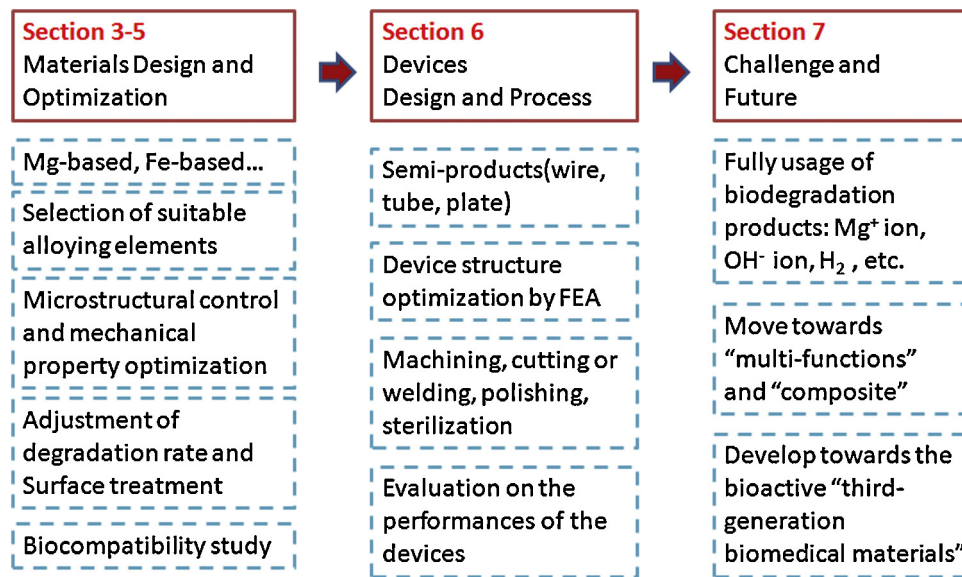 Section 3-5
Materials Design and
Optimization
Mg-based, Fe-based...
Selection of suitable
alloying elements
Microstructural control
and mechanical
property optimization
Adjustment of
degradation rate and
Surface treatment
Biocompatibility study
Section 6
Devices
Design and Process
Semi-products(wire,
tube, plate)
Device structure
optimization by FEA
Machining, cutting or
welding, polishing,
sterilization
Evaluation on the
performances of the
devices
Section 7
Challenge and
Future
Fully usage of
biodegradation
products: Mg⁺ ion,
OH⁻ ion, H₂ , etc.
Move towards
“multi-functions”
and “composite”
Develop towards the
bioactive “third-
generation
biomedical materials”